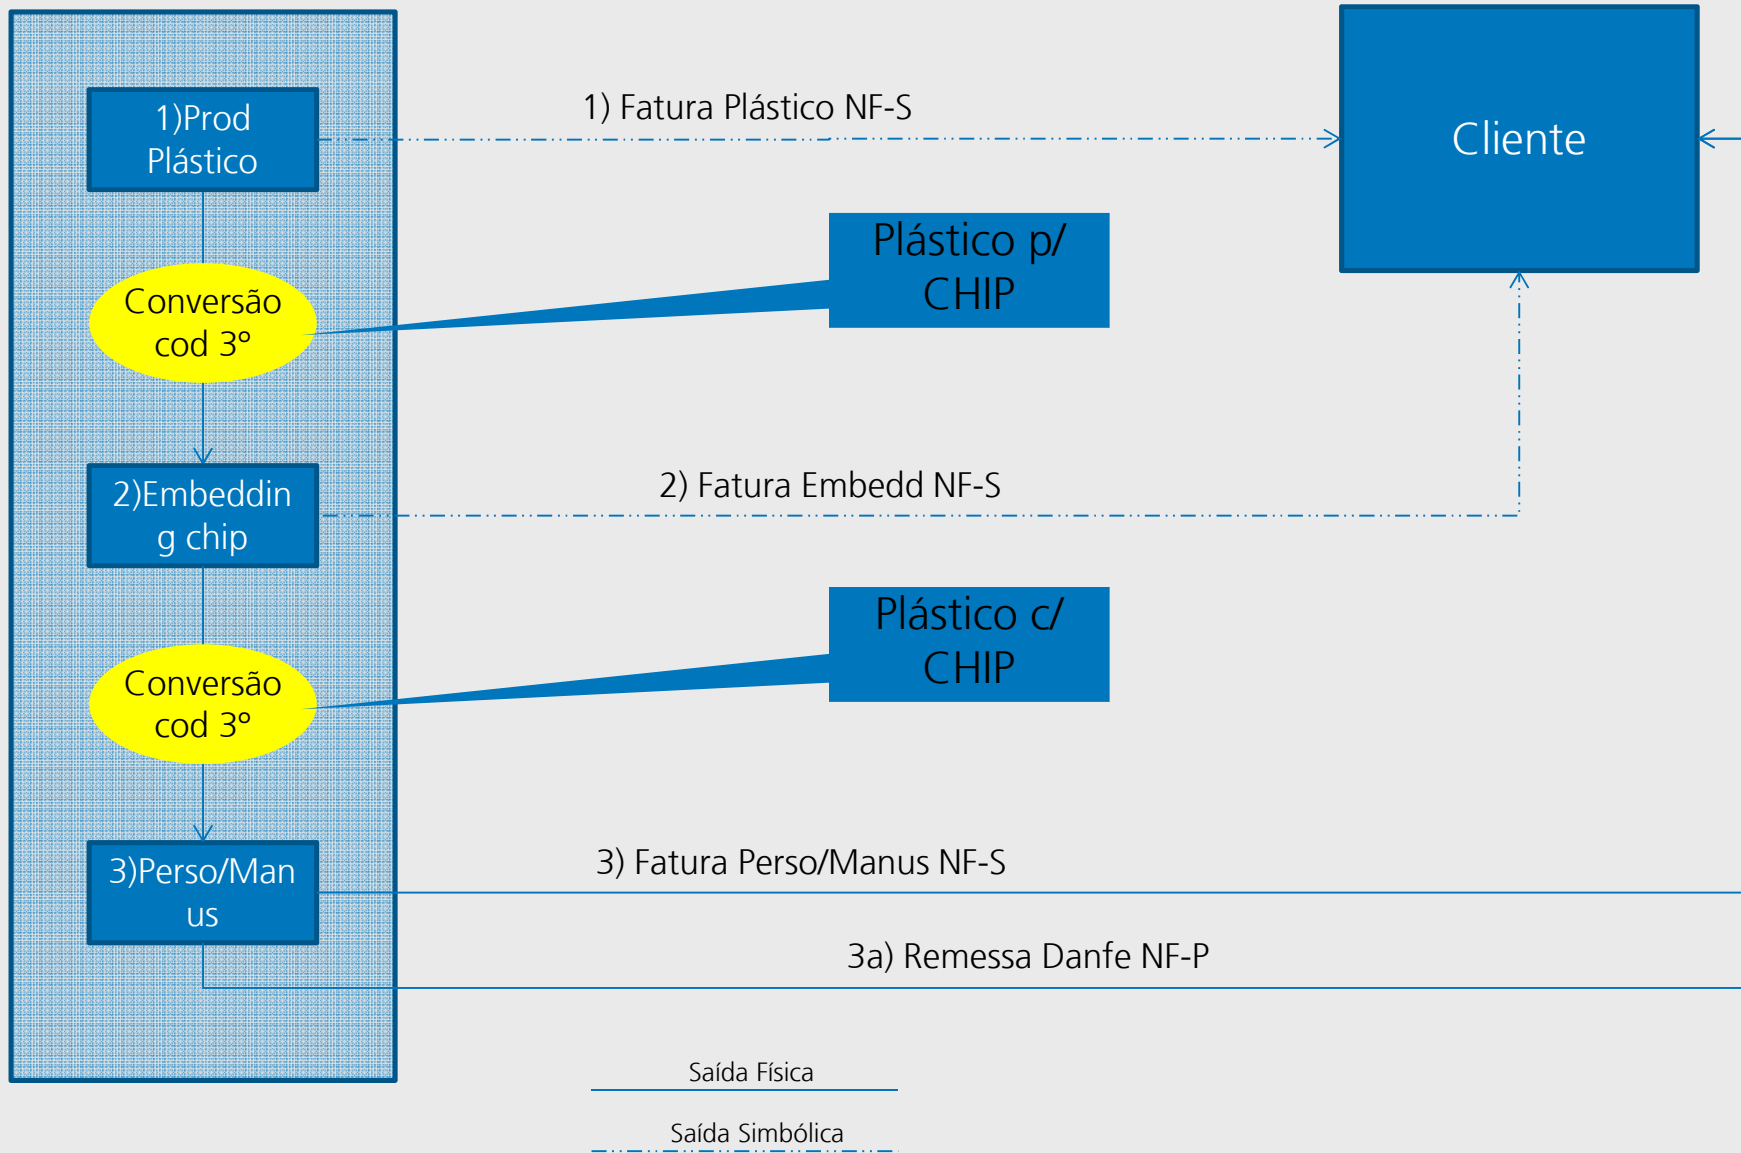 1)Prod
Plástico
1) Fatura Plástico NF-S
Cliente
Plástico p/
CHIP
Conversão
cod 3º
2)Embeddin
g chip
2) Fatura Embedd NF-S
Plástico c/
CHIP
Conversão
cod 3º
3)Perso/Man
us
3) Fatura Perso/Manus NF-S
3a) Remessa Danfe NF-P
Saída Física
Saída Simbólica